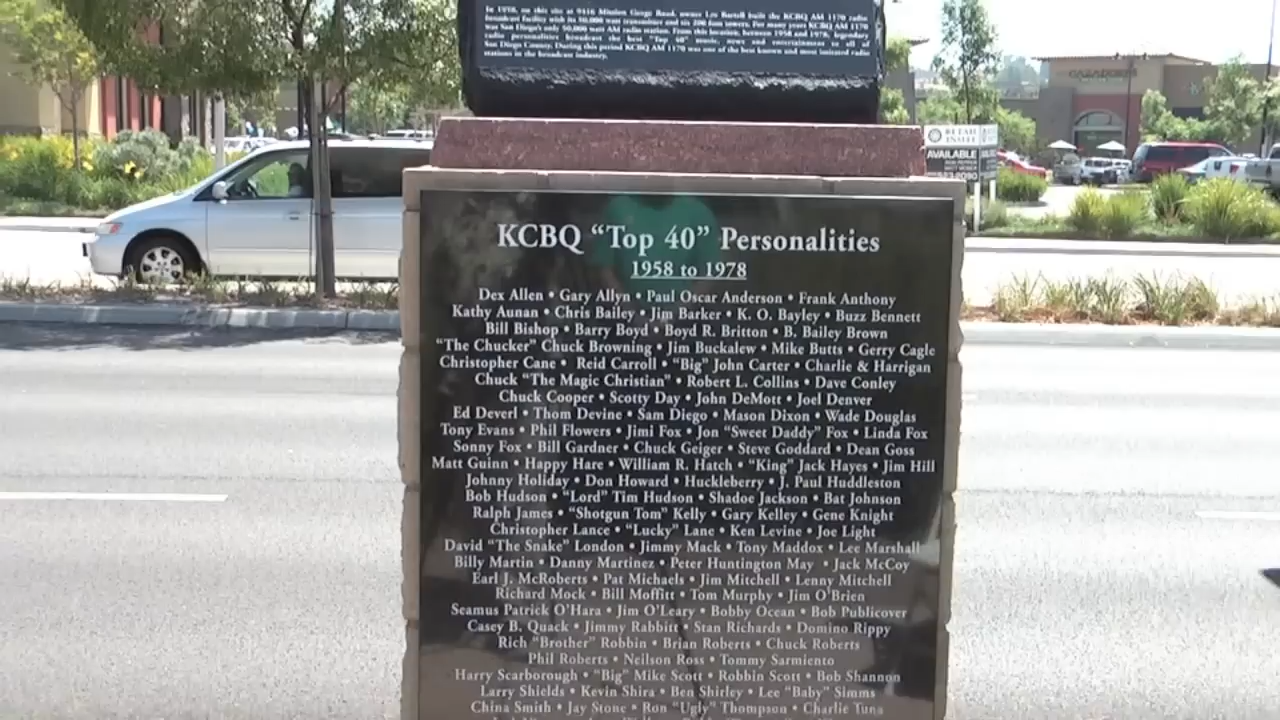 In 1958, on this site at 9416 Mission Gorge Road, owner Lee Bartell built the KCBQ AM 1170 radio
broadcast facility with its 50,000 watt transmitter and six 200 foot towers. For many years KCBQ AM 1170
was San Diego's only 50,000 watt AM radio station. From this location, between 1958 and 1978, legendary
radio personalities broadcast the best "Top 40" music, news and entertainment to all of
San Diego County. During this period KCBQ AM 1170 was one of the best known and most imitated radio
stations in the broadcast industry.
RETAIL
AVAILABLE
KCBQ “Top 40” Personalities
1958 to 1978
Dex Allen • Gary Allyn • Paul Oscar Anderson • Frank Anthony
Kathy Aunan • Chris Bailey • Jim Barker • K. O. Bayley • Buzz Bennett
Bill Bishop • Barry Boyd • Boyd R. Britton • B. Bailey Brown
“The Chucker” Chuck Browning • Jim Buckalew • Mike Butts • Gerry Cagle
Christopher Cane • Reid Carroll • “Big” John Carter • Charlie & Harrigan
Chuck “The Magic Christian” • Robert L. Collins • Dave Conley
Chuck Cooper • Scotty Day • John DeMott • Joel Denver
Ed Deverl • Thom Devine • Sam Diego • Mason Dixon • Wade Douglas
Tony Evans • Phil Flowers • Jimi Fox • Jon “Sweet Daddy” Fox • Linda Fox
Sonny Fox • Bill Gardner • Chuck Geiger • Steve Goddard • Dean Goss
Matt Guinn • Happy Hare • William R. Hatch • “King” Jack Hayes • Jim Hill
Johnny Holiday • Don Howard • Huckleberry • J. Paul Huddleston
Bob Hudson • “Lord” Tim Hudson • Shadoe Jackson • Bat Johnson
Ralph James • “Shotgun Tom” Kelly • Gary Kelley • Gene Knight
Christopher Lance • “Lucky” Lane • Ken Levine • Joe Light
David “The Snake” London • Jimmy Mack • Tony Maddox • Lee Marshall
Billy Martin • Danny Martinez • Peter Huntington May • Jack McCoy
Earl J. McRoberts • Pat Michaels • Jim Mitchell • Lenny Mitchell
Richard Mock • Bill Moffitt • Tom Murphy • Jim O'Brien
Seamus Patrick O'Hara • Jim O'Leary • Bobby Ocean • Bob Publicover
Casey B. Quack • Jimmy Rabbitt • Stan Richards • Domino Rippy
Rich “Brother” Robbin • Brian Roberts • Chuck Roberts
Phil Roberts • Neilson Ross • Tommy Sarmiento
Harry Scarborough • “Big” Mike Scott • Robbin Scott • Bob Shannon
Larry Shields • Kevin Shira • Ben Shirley • Lee “Baby” Simms
China Smith • Jay Stone • Ron “Ugly” Thompson • Charlie Tuna